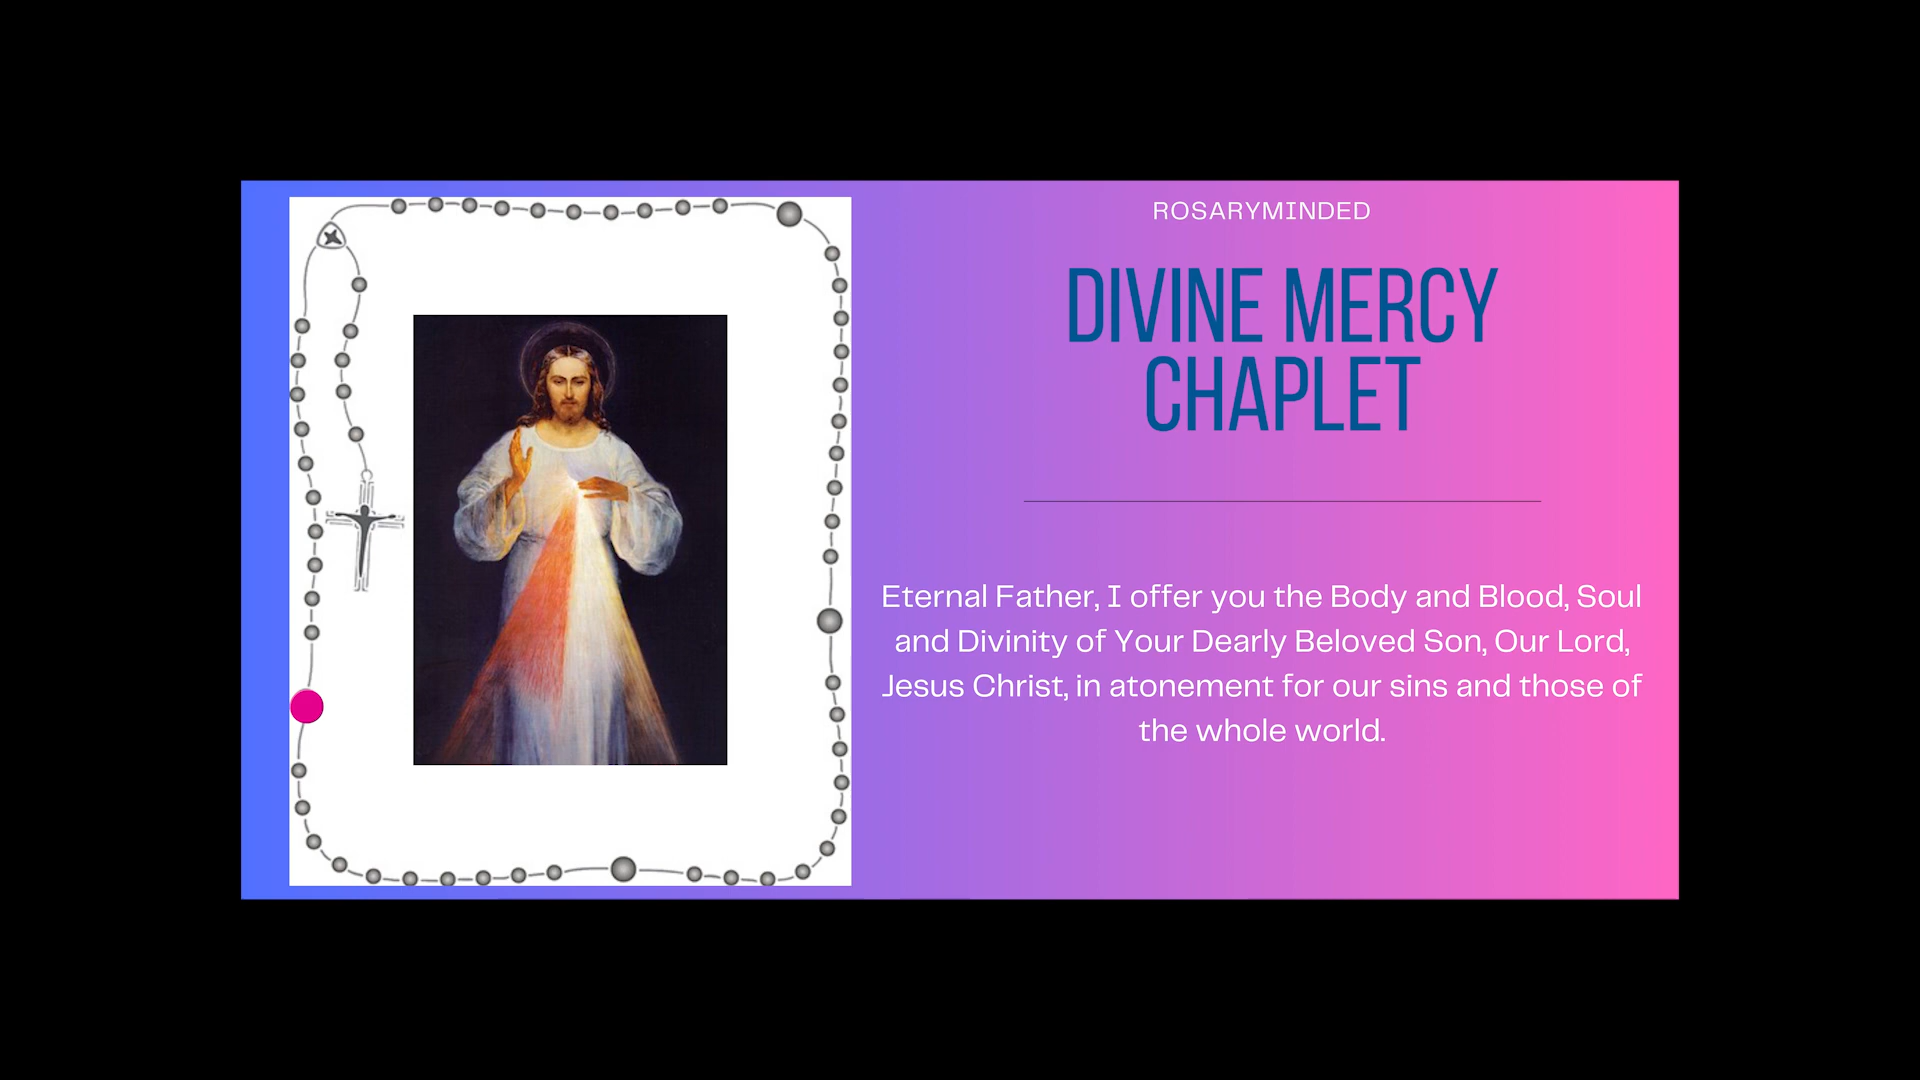 ROSARYMINDED
DIVINE MERCY
CHAPLET
Eternal Father, I offer you the Body and Blood, Soul
and Divinity of Your Dearly Beloved Son, Our Lord,
Jesus Christ, in atonement for our sins and those of
the whole world.